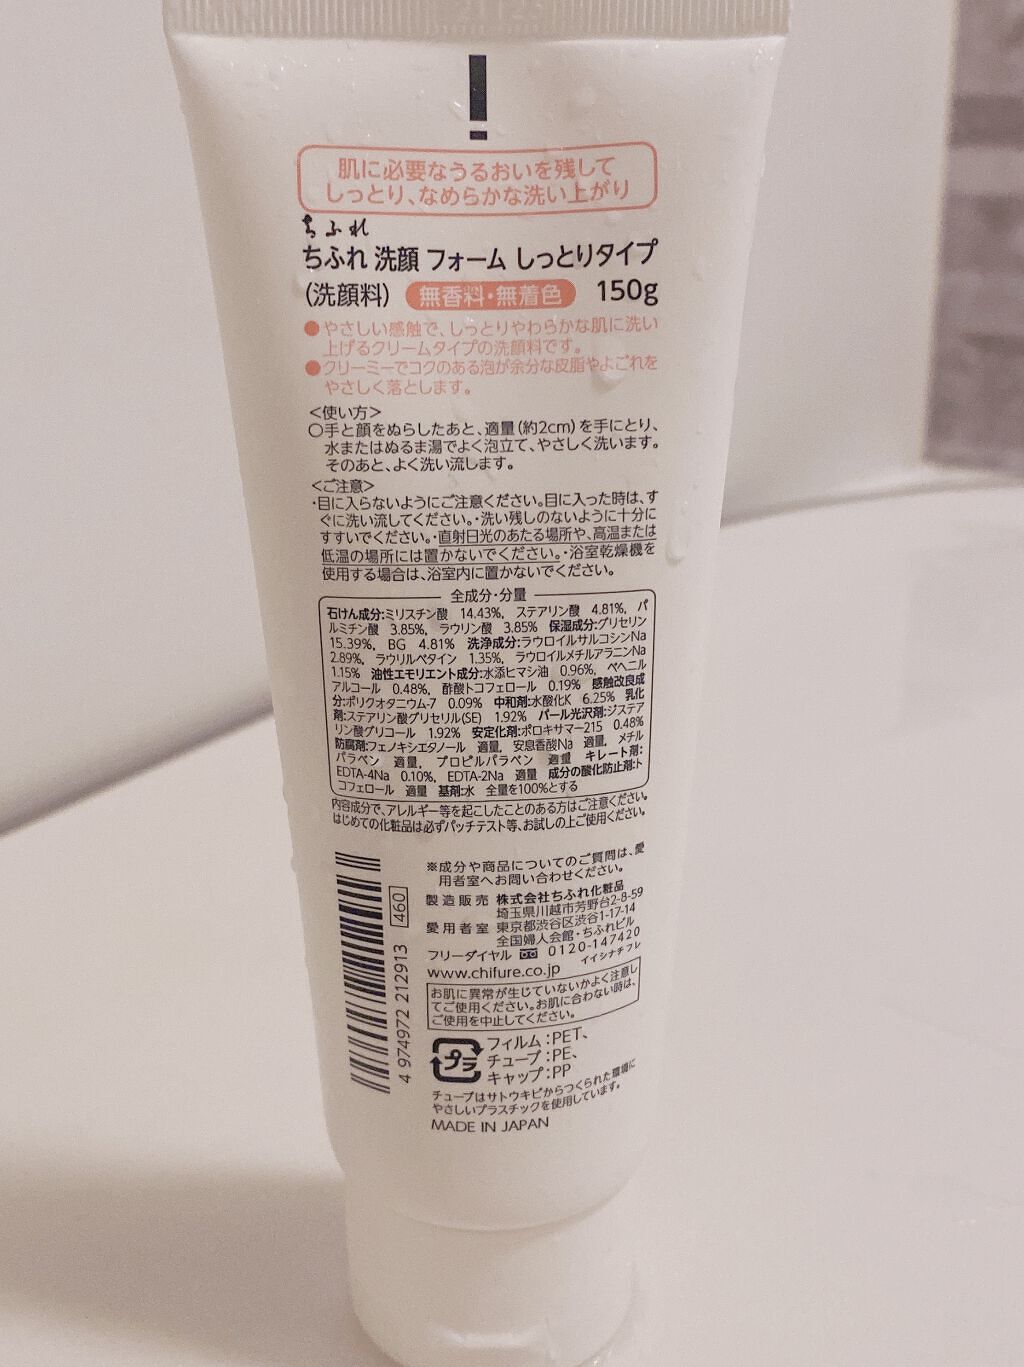 肌に必要なうるおいを残して
しっとり、なめらかな洗い上がり
ちふれ
ちふれ 洗顔 フォーム しっとりタイプ
(洗顔料) 無香料・無着色 150g
●やさしい感触で、しっとりやわらかな肌に洗い
上げるクリームタイプの洗顔料です。
●クリーミーでコクのある泡が余分な皮脂やよごれを
やさしく落とします。
<使い方>
○手と顔をぬらしたあと、適量(約2cm)を手にとり、
水またはぬるま湯でよく泡立て、やさしく洗います。
そのあと、よく洗い流します。
<ご注意>
・目に入らないようにご注意ください。目に入った時は、す
ぐに洗い流してください。・洗い残しのないように十分に
すすいでください。・直射日光のあたる場所や、高温または
低温の場所には置かないでください。・浴室乾燥機を
使用する場合は、浴室内に置かないでください。
全成分・分量
石けん成分:ミリスチン酸 14.43%, ステアリン酸 4.81%, パ
ルミチン酸 3.85%, ラウリン酸 3.85% 保湿成分:グリセリン
15.39%, BG 4.81% 洗浄成分:ラウロイルサルコシンNa
2.89%, ラウリルベタイン 1.35%, ラウロイルメチルアラニンNa
1.15% 油性エモリエント成分:水添ヒマシ油 0.96%, ベヘニル
アルコール 0.48%, 酢酸トコフェロール 0.19% 感触改良成
分:ポリクオタニウム-7 0.09% 中和剤:水酸化K 6.25% 乳化
剤:ステアリン酸グリセリル(SE) 1.92% パール光沢剤:ジステア
リン酸グリコール 1.92% 安定化剤:ポロキサマー215 0.48%
防腐剤:フェノキシエタノール 適量, 安息香酸Na 適量, メチル
パラベン 適量, プロピルパラベン 適量 キレート剤:
EDTA-4Na 0.10%, EDTA-2Na 適量 成分の酸化防止剤:ト
コフェロール 適量 基剤:水 全量を100%とする
内容成分で、アレルギー等を起こしたことのある方はご注意ください。
はじめての化粧品は必ずパッチテスト等、お試しの上ご使用ください。
※成分や商品についてのご質問は、愛
用者室へお問い合わせください。
製造販売 株式会社ちふれ化粧品
埼玉県川越市芳野台2-8-59
愛用者室 東京都渋谷区渋谷1-17-14
全国婦人会館・ちふれビル
フリーダイヤル 0120-147420
イイシナチフレ
www.chifure.co.jp
お肌に異常が生じていないかよく注意し
てご使用ください。お肌に合わない時は、
ご使用を中止してください。
プラ
フィルム:PET、
チューブ:PE、
キャップ:PP
チューブはサトウキビからつくられた環境に
やさしいプラスチックを使用しています。
MADE IN JAPAN
460
4 974972 212913